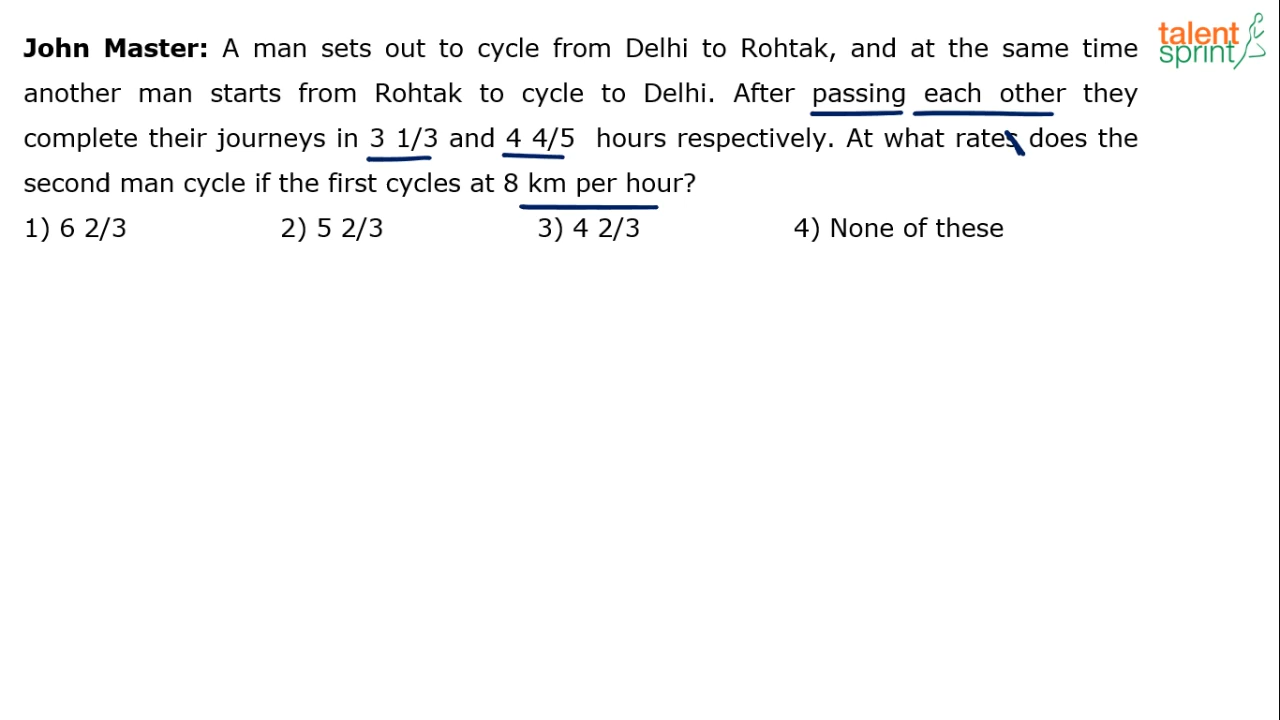 talent
sprint
John Master: A man sets out to cycle from Delhi to Rohtak, and at the same time
another man starts from Rohtak to cycle to Delhi. After passing each other they
complete their journeys in 3 1/3 and 4 4/5 hours respectively. At what rates does the
second man cycle if the first cycles at 8 km per hour?
1) 6 2/3 2) 5 2/3 3) 4 2/3 4) None of these